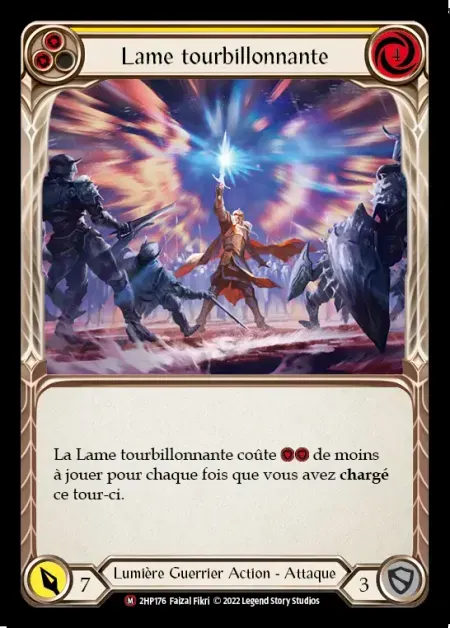 Lame tourbillonnante
4
La Lame tourbillonnante coûte de moins
à jouer pour chaque fois que vous avez chargé
ce tour-ci.
7
Lumière Guerrier Action - Attaque
3
M 2HP176 Faizal Fikri © 2022 Legend Story Studios